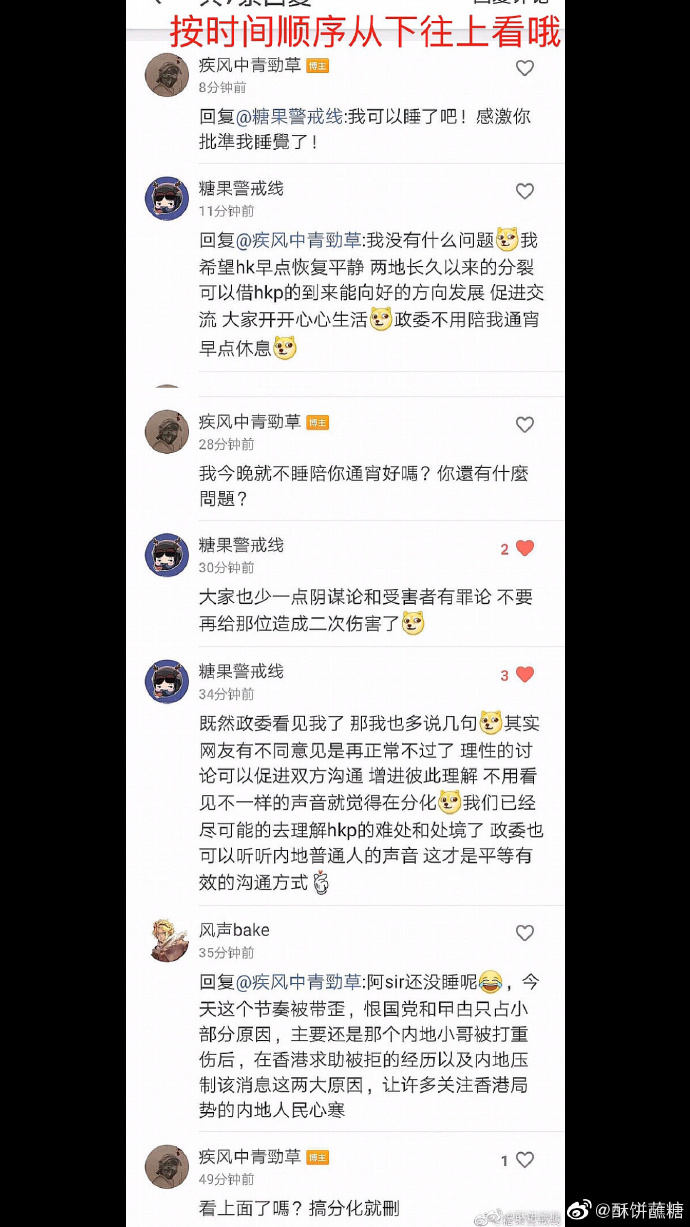 按时间顺序从下往上看哦
疾风中青勁草 博主
8分钟前
回复@糖果警戒线:我可以睡了吧！感激你
批準我睡覺了！
糖果警戒线
11分钟前
回复@疾风中青勁草:我没有什么问题我
希望hk早点恢复平静 两地长久以来的分裂
可以借hkp的到来能向好的方向发展 促进交
流 大家开开心心生活政委不用陪我通宵
早点休息
疾风中青勁草 博主
28分钟前
我今晚就不睡陪你通宵好嗎？你還有什麼
問題？
糖果警戒线
2
30分钟前
大家也少一点阴谋论和受害者有罪论 不要
再给那位造成二次伤害了
糖果警戒线
3
34分钟前
既然政委看见我了 那我也多说几句其实
网友有不同意见是再正常不过了 理性的讨
论可以促进双方沟通 增进彼此理解 不用看
见不一样的声音就觉得在分化我们已经
尽可能的去理解hkp的难处和处境了 政委也
可以听听内地普通人的声音 这才是平等有
效的沟通方式
风声bake
35分钟前
回复@疾风中青勁草:阿sir还没睡呢😂，今
天这个节奏被带歪，恨国党和曱甴只占小
部分原因，主要还是那个内地小哥被打重
伤后，在香港求助被拒的经历以及内地压
制该消息这两大原因，让许多关注香港局
势的内地人民心寒
疾风中青勁草 博主
1
49分钟前
看上面了嗎？搞分化就刪
@酥饼蘸糖